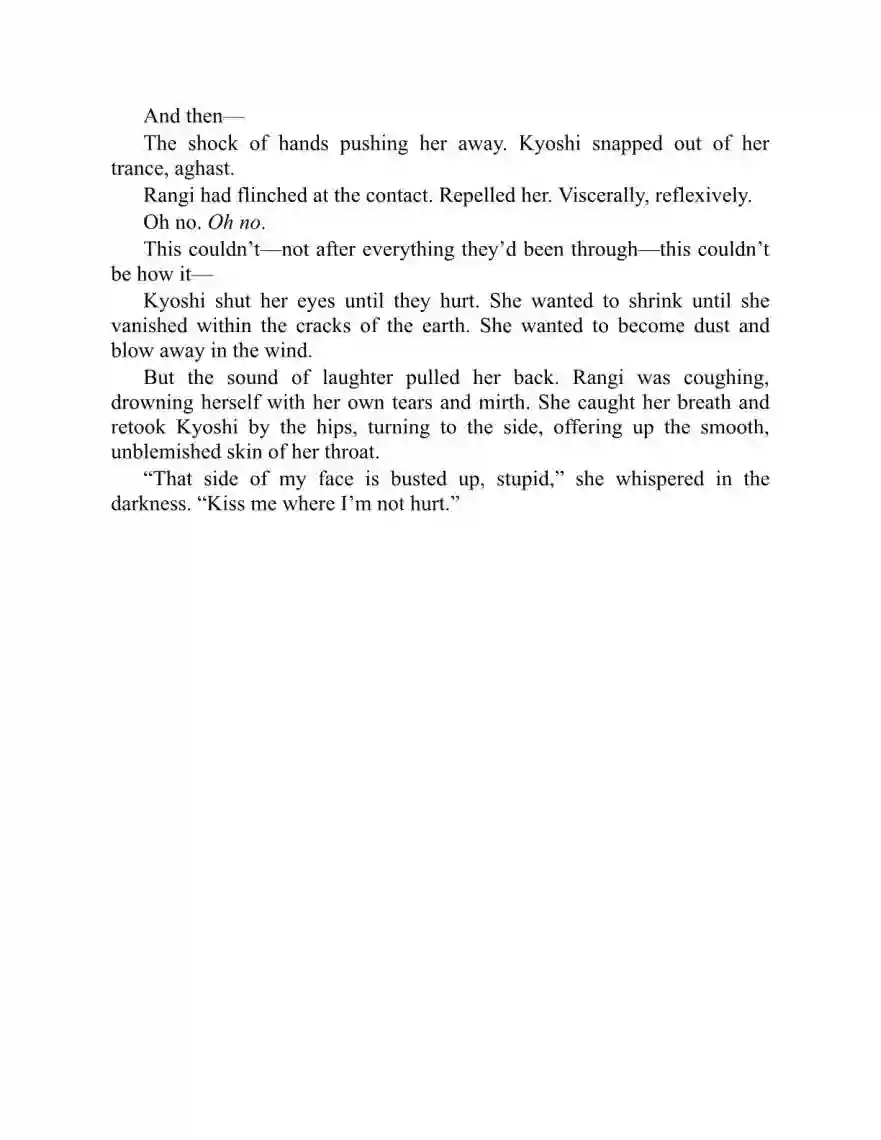 And then—
The shock of hands pushing her away. Kyoshi snapped out of her
trance, aghast.
Rangi had flinched at the contact. Repelled her. Viscerally, reflexively.
Oh no. Oh no.
This couldn’t—not after everything they’d been through—this couldn’t
be how it—
Kyoshi shut her eyes until they hurt. She wanted to shrink until she
vanished within the cracks of the earth. She wanted to become dust and
blow away in the wind.
But the sound of laughter pulled her back. Rangi was coughing,
drowning herself with her own tears and mirth. She caught her breath and
retook Kyoshi by the hips, turning to the side, offering up the smooth,
unblemished skin of her throat.
“That side of my face is busted up, stupid,” she whispered in the
darkness. “Kiss me where I’m not hurt.”